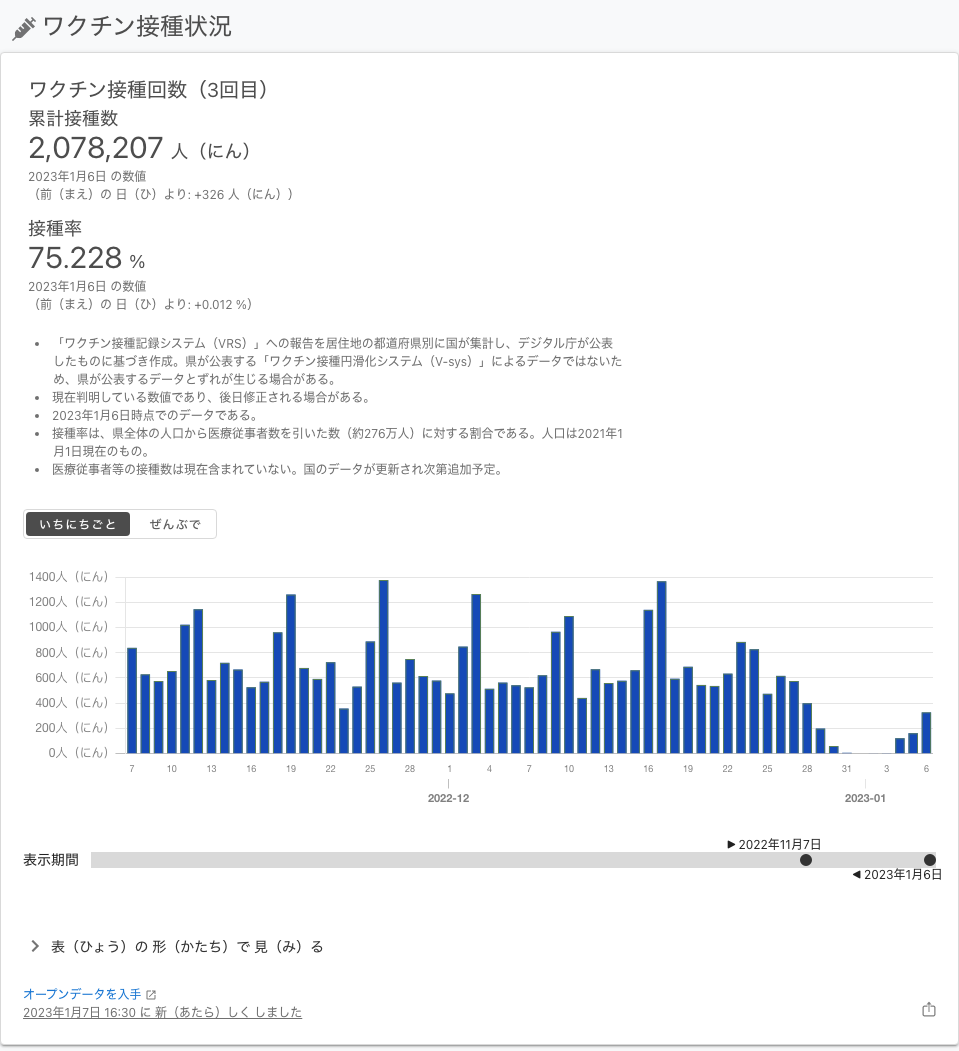 ワクチン接種状況
ワクチン接種回数（3回目）
累計接種数
2,078,207 人（にん）
2023年1月6日 の数値
（前（まえ）の 日（ひ）より: +326 人（にん））
接種率
75.228 %
2023年1月6日 の数値
（前（まえ）の 日（ひ）より: +0.012 %）
• 「ワクチン接種記録システム（VRS）」への報告を居住地の都道府県別に国が集計し、デジタル庁が公表
したものに基づき作成。県が公表する「ワクチン接種円滑化システム（V-sys）」によるデータではないた
め、県が公表するデータとずれが生じる場合がある。
• 現在判明している数値であり、後日修正される場合がある。
• 2023年1月6日時点でのデータである。
• 接種率は、県全体の人口から医療従事者数を引いた数（約276万人）に対する割合である。人口は2021年1
月1日現在のもの。
• 医療従事者等の接種数は現在含まれていない。国のデータが更新され次第追加予定。
いちにちごと ぜんぶで
1400人（にん）
1200人（にん）
1000人（にん）
800人（にん）
600人（にん）
400人（にん）
200人（にん）
0人（にん）
7 10 13 16 19 22 25 28 1 4 7 10 13 16 19 22 25 28 31 3 6
2022-12 2023-01
▶ 2022年11月7日
表示期間
◀ 2023年1月6日
表（ひょう）の 形（かたち）で 見（み）る
オープンデータを入手
2023年1月7日 16:30 に 新（あたら）しく しました